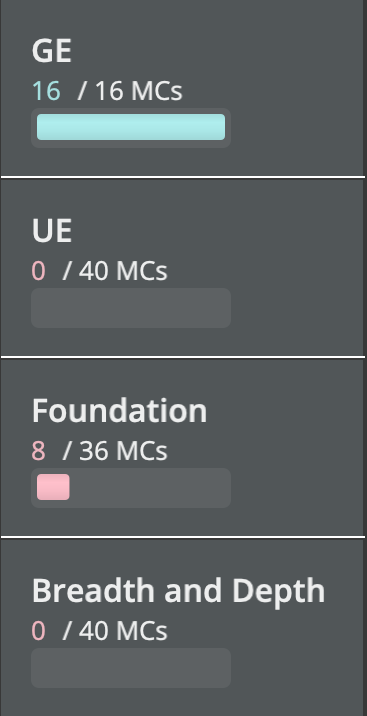 GE
16 / 16 MCs
UE
0 / 40 MCs
Foundation
8 / 36 MCs
Breadth and Depth
0 / 40 MCs